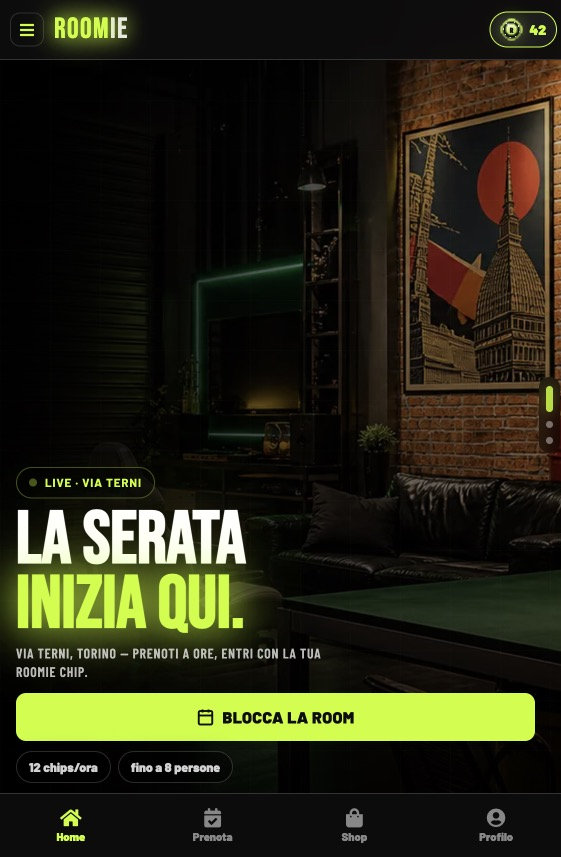 ROOMIE
42
LIVE · VIA TERNI
LA SERATA
INIZIA QUI.
VIA TERNI, TORINO — PRENOTI A ORE, ENTRI CON LA TUA
ROOMIE CHIP.
BLOCCA LA ROOM
12 chips/ora
fino a 8 persone
Home
Prenota
Shop
Profilo